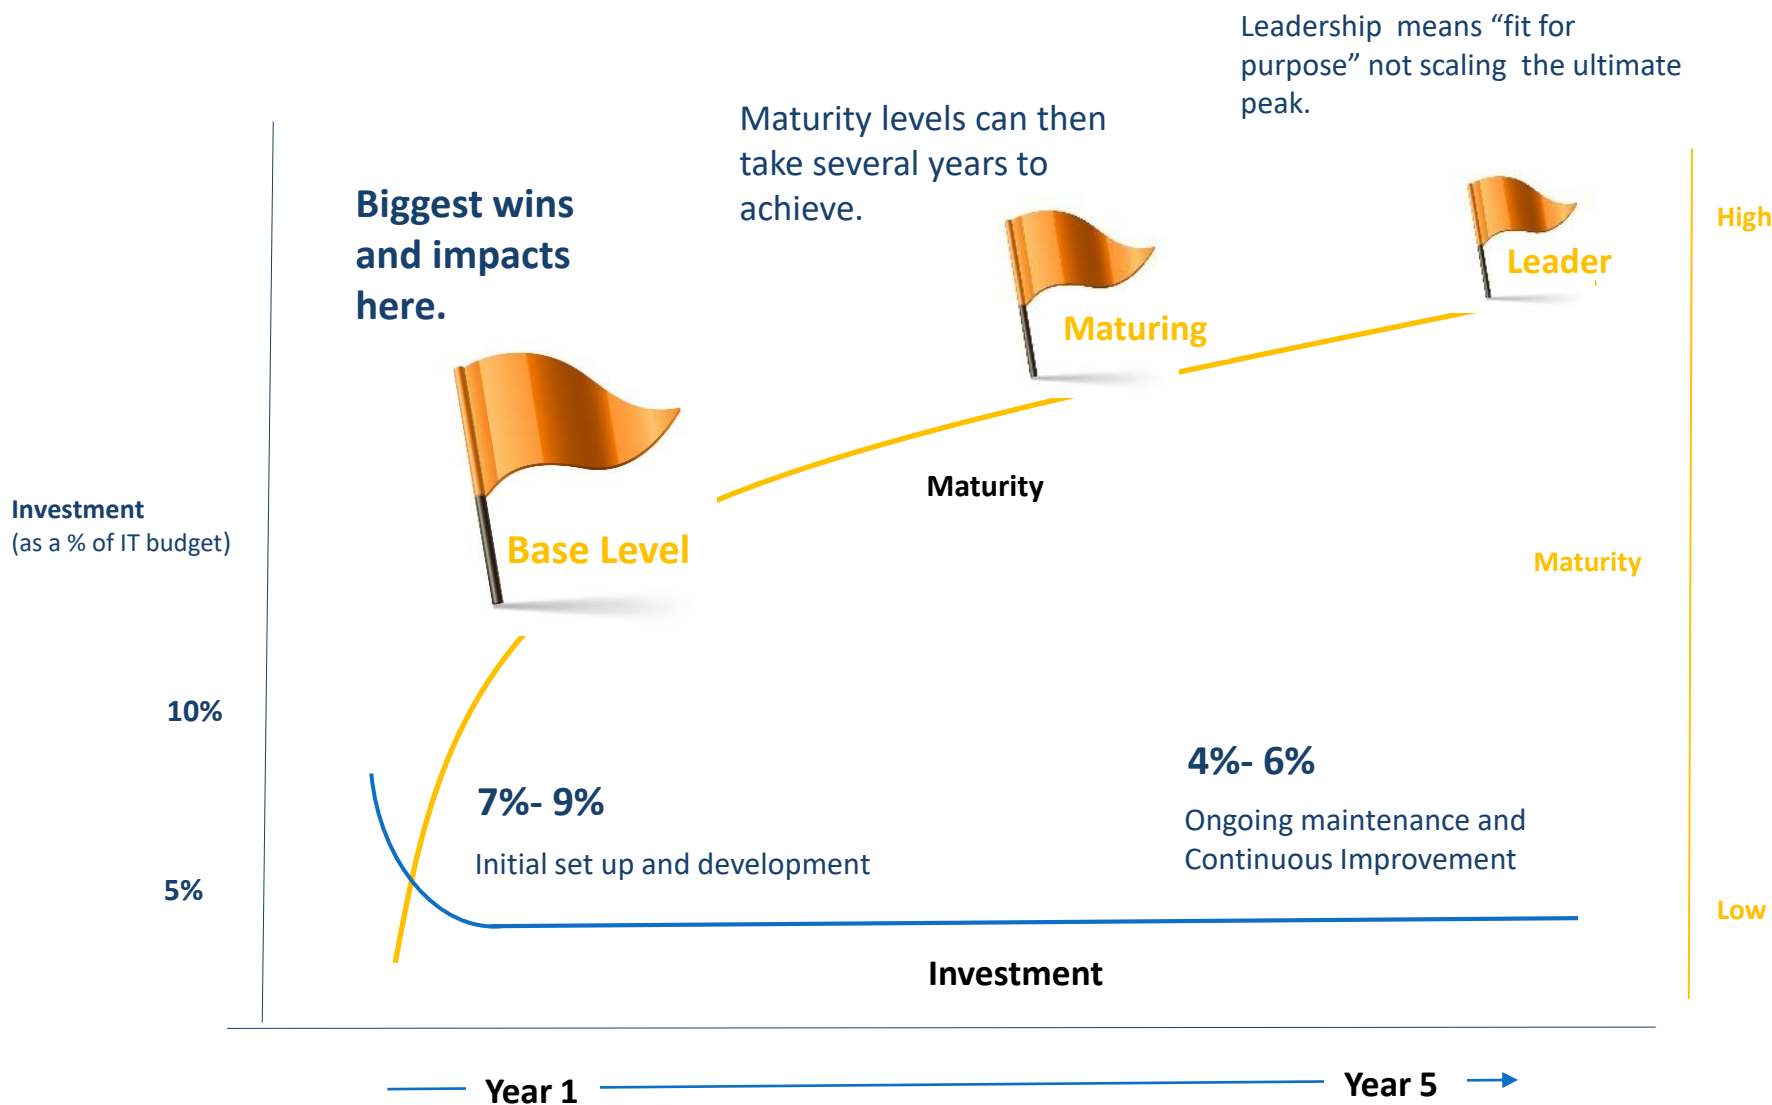 Leadership means “fit for
purpose” not scaling the ultimate
peak.
Maturity levels can then
take several years to
achieve.
Biggest wins
and impacts
here.
High
Leader
Maturing
Maturity
Investment
(as a % of IT budget)
Base Level
Maturity
10%
4%- 6%
7%- 9%
Ongoing maintenance and
Continuous Improvement
Initial set up and development
5%
Low
Investment
Year 1
Year 5